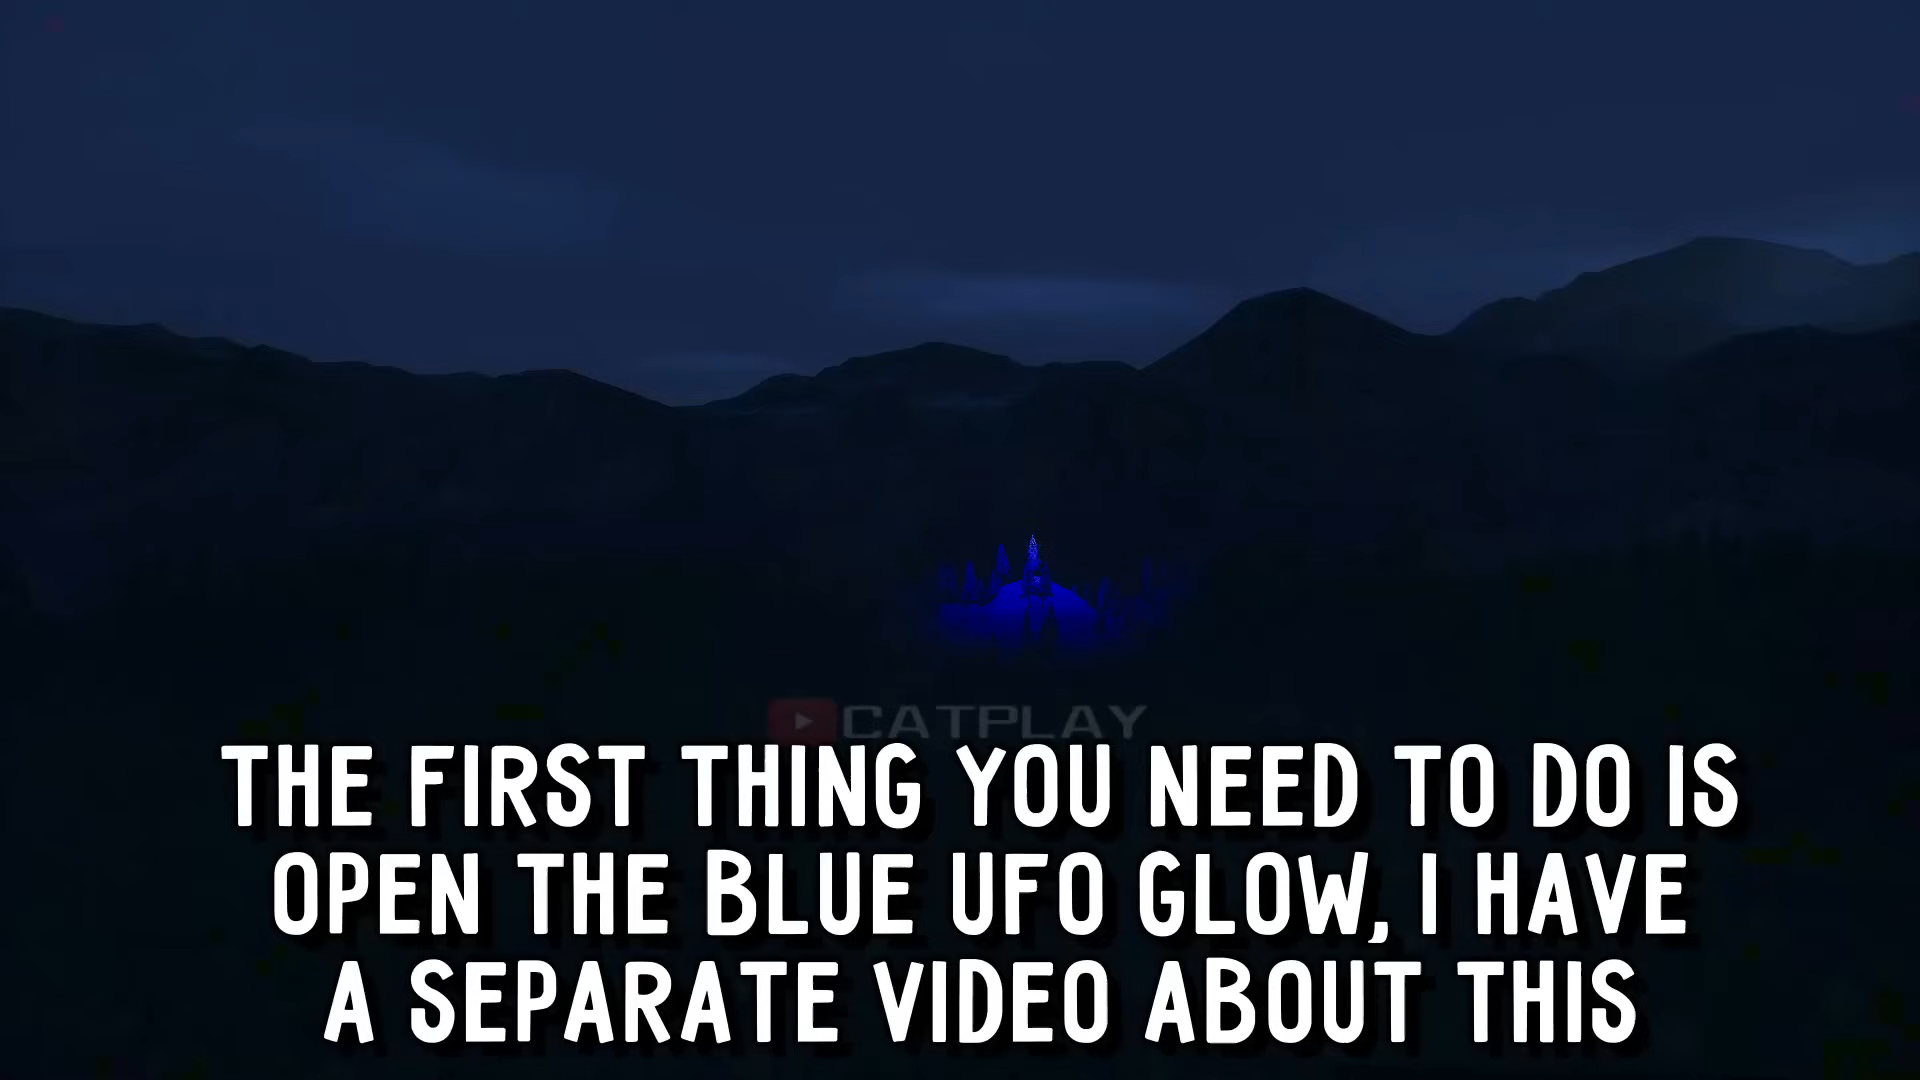 CATPLAY
THE FIRST THING YOU NEED TO DO IS
OPEN THE BLUE UFO GLOW, I HAVE
A SEPARATE VIDEO ABOUT THIS